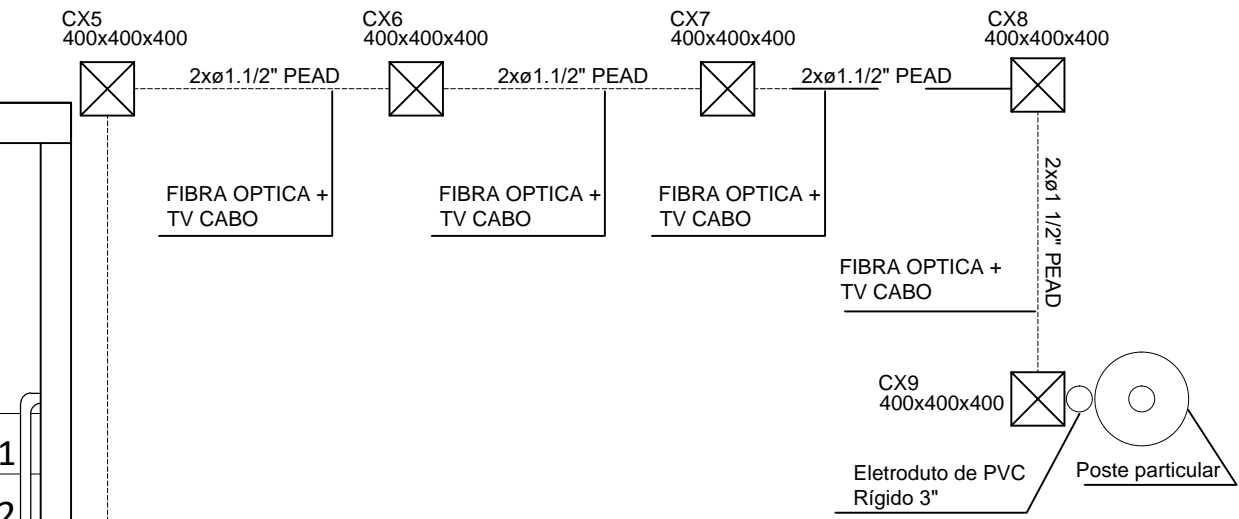 CX5
400x400x400
CX6
400x400x400
CX7
400x400x400
CX8
400x400x400
2xø1.1/2" PEAD
2xø1.1/2" PEAD
2xø1.1/2" PEAD
FIBRA OPTICA +
TV CABO
FIBRA OPTICA +
TV CABO
FIBRA OPTICA +
TV CABO
2xø1 1/2" PEAD
FIBRA OPTICA +
TV CABO
CX9
400x400x400
1
2
Eletroduto de PVC
Rígido 3"
Poste particular